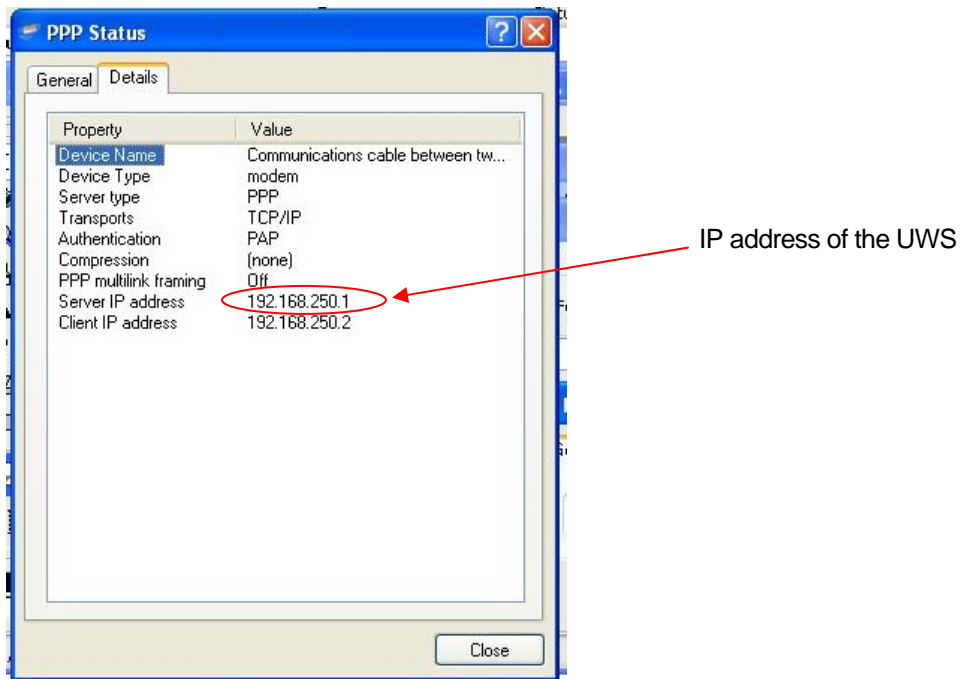 PPP Status
General Details
Property Value
Device Name Communications cable between tw...
Device Type modem
Server type PPP
Transports TCP/IP
Authentication PAP
Compression (none)
PPP multilink framing Off
Server IP address 192.168.250.1
Client IP address 192.168.250.2
IP address of the UWS
Close